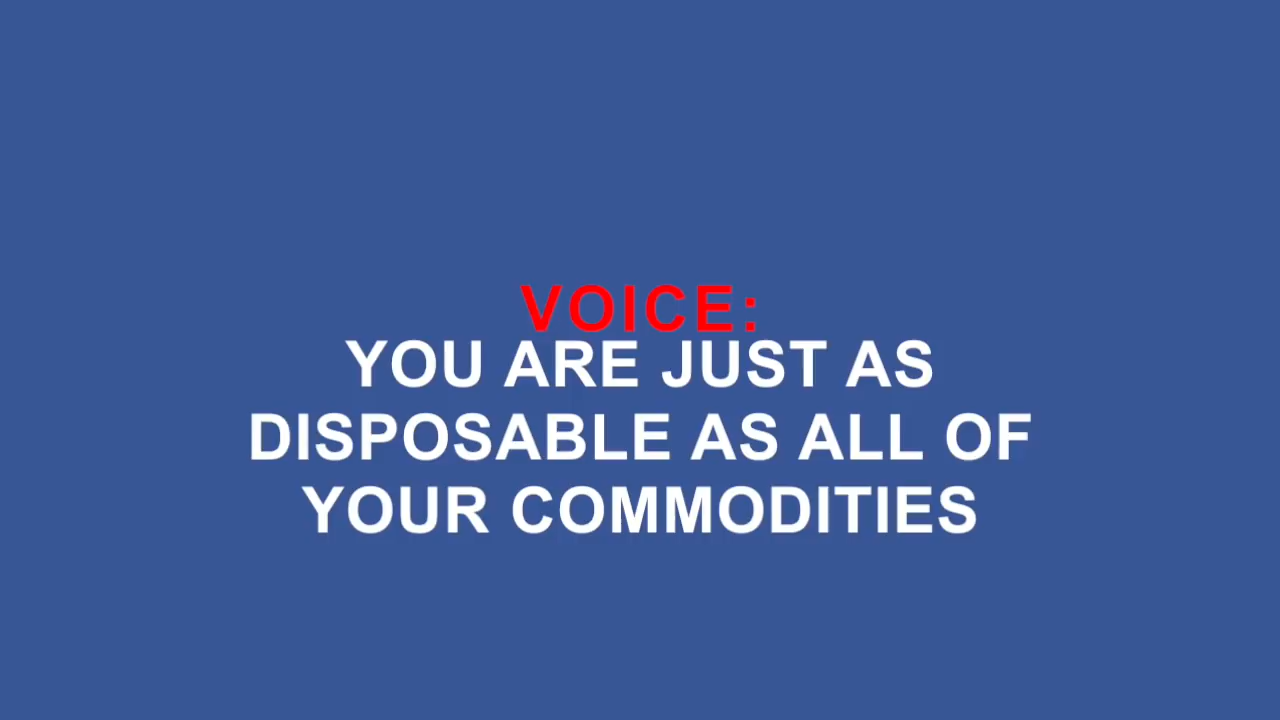 VOICE:
YOU ARE JUST AS
DISPOSABLE AS ALL OF
YOUR COMMODITIES